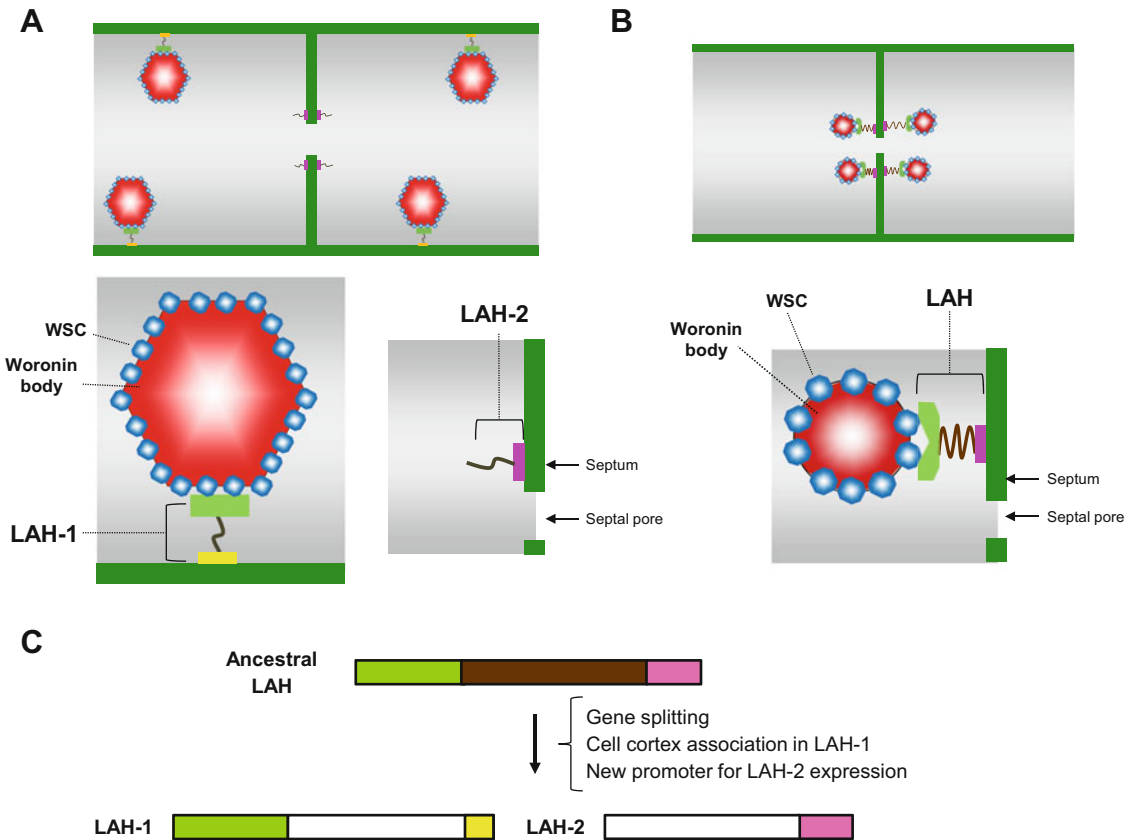 A
B
WSC
Woronin
body
LAH-1
LAH-2
Septum
Septal pore
WSC
Woronin
body
LAH
Septum
Septal pore
C
Ancestral
LAH
Gene splitting
Cell cortex association in LAH-1
New promoter for LAH-2 expression
LAH-1
LAH-2